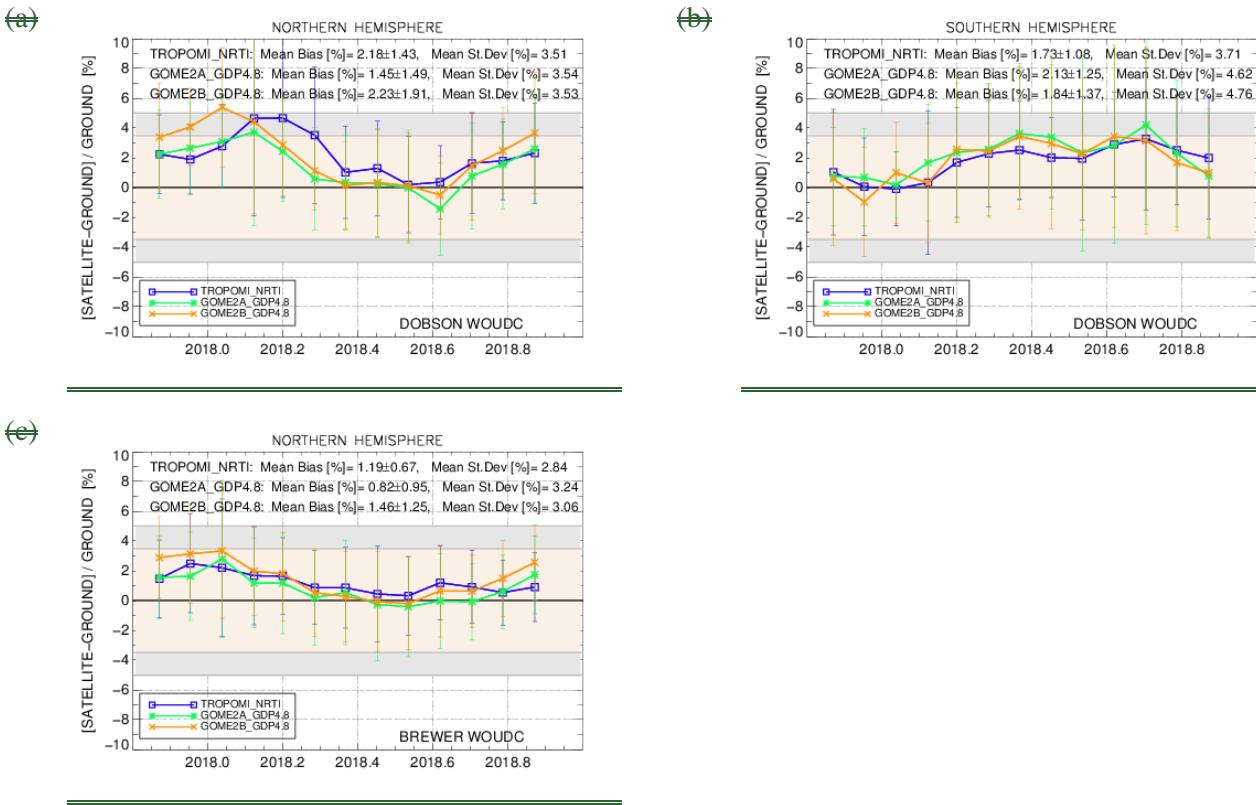 (a)
NORTHERN HEMISPHERE
TROPOMI_NRTI: Mean Bias [%]= 2.18±1.43, Mean St.Dev [%]= 3.51
GOME2A_GDP4.8: Mean Bias [%]= 1.45±1.49, Mean St.Dev [%]= 3.54
GOME2B_GDP4.8: Mean Bias [%]= 2.23±1.91, Mean St.Dev [%]= 3.53
[SATELLITE-GROUND] / GROUND [%]
10
8
6
4
2
0
-2
-4
-6
-8
-10
TROPOMI_NRTI
GOME2A_GDP4.8
GOME2B_GDP4.8
DOBSON WOUDC
2018.0 2018.2 2018.4 2018.6 2018.8
(b)
SOUTHERN HEMISPHERE
TROPOMI_NRTI: Mean Bias [%]= 1.73±1.08, Mean St.Dev [%]= 3.71
GOME2A_GDP4.8: Mean Bias [%]= 2.13±1.25, Mean St.Dev [%]= 4.62
GOME2B_GDP4.8: Mean Bias [%]= 1.84±1.37, Mean St.Dev [%]= 4.76
[SATELLITE-GROUND] / GROUND [%]
10
8
6
4
2
0
-2
-4
-6
-8
-10
TROPOMI_NRTI
GOME2A_GDP4.8
GOME2B_GDP4.8
DOBSON WOUDC
2018.0 2018.2 2018.4 2018.6 2018.8
(c)
NORTHERN HEMISPHERE
TROPOMI_NRTI: Mean Bias [%]= 1.19±0.67, Mean St.Dev [%]= 2.84
GOME2A_GDP4.8: Mean Bias [%]= 0.82±0.95, Mean St.Dev [%]= 3.24
GOME2B_GDP4.8: Mean Bias [%]= 1.46±1.25, Mean St.Dev [%]= 3.06
[SATELLITE-GROUND] / GROUND [%]
10
8
6
4
2
0
-2
-4
-6
-8
-10
TROPOMI_NRTI
GOME2A_GDP4.8
GOME2B_GDP4.8
BREWER WOUDC
2018.0 2018.2 2018.4 2018.6 2018.8